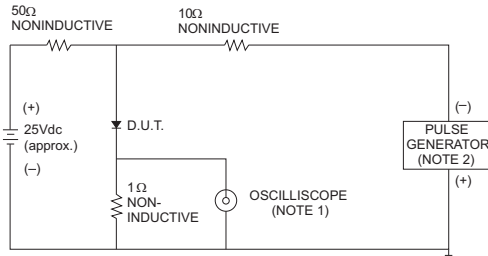 50Ω
NONINDUCTIVE
10Ω
NONINDUCTIVE
(+)
25Vdc
(approx.)
(–)
D.U.T.
1Ω
NON-
INDUCTIVE
OSCILLISCOPE
(NOTE 1)
(–)
PULSE
GENERATOR
(NOTE 2)
(+)